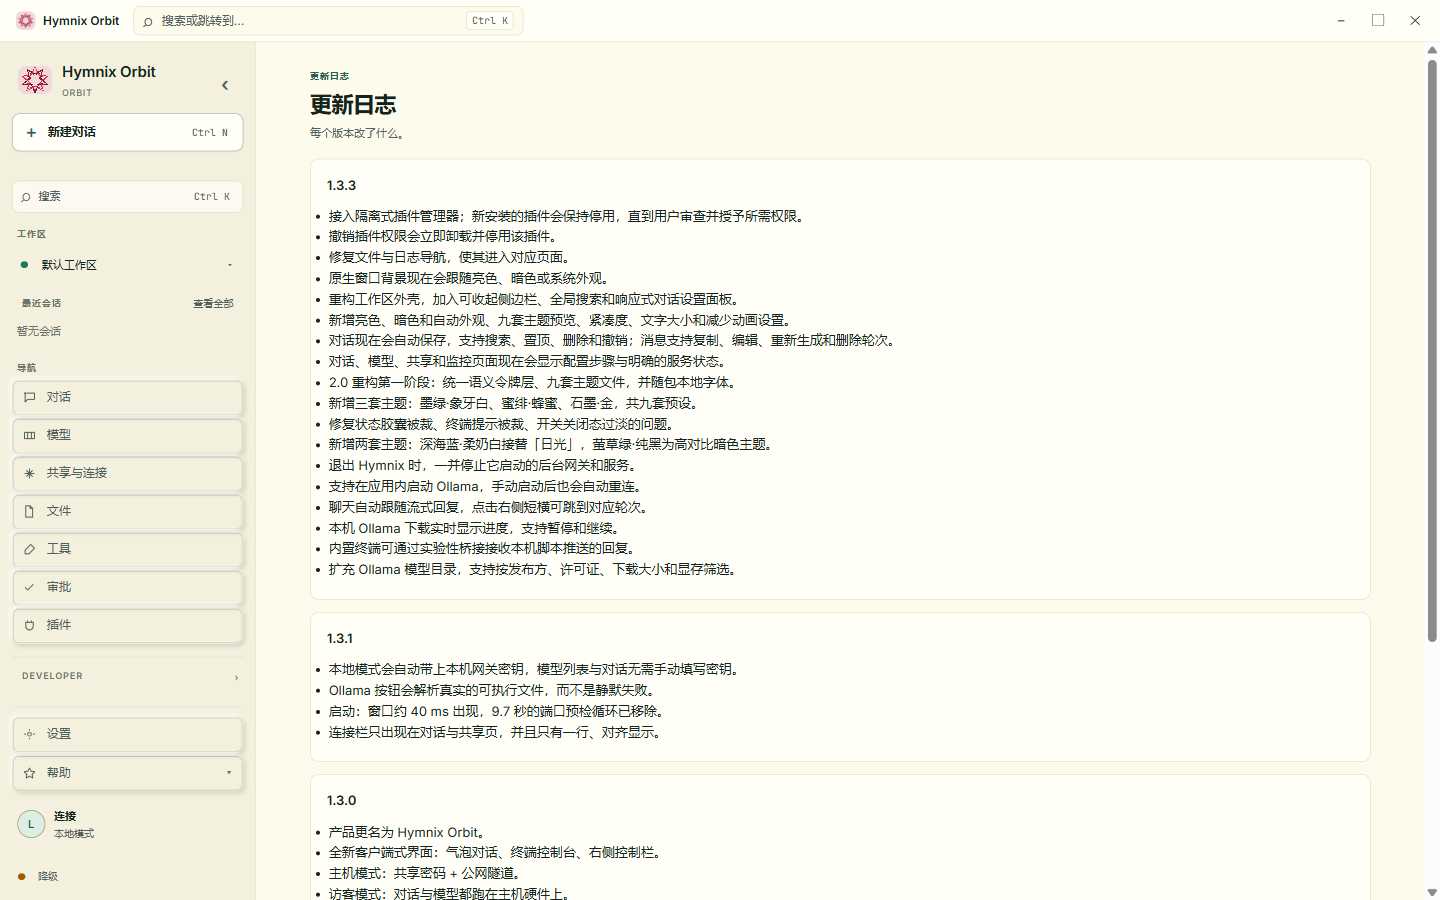 Hymnix Orbit
搜索或跳转到...
Ctrl K
Hymnix Orbit
ORBIT
新建对话
Ctrl N
搜索
Ctrl K
工作区
默认工作区
最近会话
查看全部
暂无会话
导航
对话
模型
共享与连接
文件
工具
审批
插件
DEVELOPER
设置
帮助
L
连接
本地模式
降级
更新日志
更新日志
每个版本改了什么。
1.3.3
接入隔离式插件管理器；新安装的插件会保持停用，直到用户审查并授予所需权限。
撤销插件权限会立即卸载并停用该插件。
修复文件与日志导航，使其进入对应页面。
原生窗口背景现在会跟随亮色、暗色或系统外观。
重构工作区外壳，加入可收起侧边栏、全局搜索和响应式对话设置面板。
新增亮色、暗色和自动外观、九套主题预览、紧凑度、文字大小和减少动画设置。
对话现在会自动保存，支持搜索、置顶、删除和撤销；消息支持复制、编辑、重新生成和删除轮次。
对话、模型、共享和监控页面现在会显示配置步骤与明确的服务状态。
2.0 重构第一阶段：统一语义令牌层、九套主题文件，并随包本地字体。
新增三套主题：墨绿·象牙白、蜜绯·蜂蜜、石墨·金，共九套预设。
修复状态胶囊被裁、终端提示被裁、开关关闭态过淡的问题。
新增两套主题：深海蓝·柔奶白接替「日光」，萤草绿·纯黑为高对比暗色主题。
退出 Hymnix 时，一并停止它启动的后台网关和服务。
支持在应用内启动 Ollama，手动启动后也会自动重连。
聊天自动跟随流式回复，点击右侧短横可跳到对应轮次。
本机 Ollama 下载实时显示进度，支持暂停和继续。
内置终端可通过实验性桥接接收本机脚本推送的回复。
扩充 Ollama 模型目录，支持按发布方、许可证、下载大小和显存筛选。
1.3.1
本地模式会自动带上本机网关密钥，模型列表与对话无需手动填写密钥。
Ollama 按钮会解析真实的可执行文件，而不是静默失败。
启动：窗口约 40 ms 出现，9.7 秒的端口预检循环已移除。
连接栏只出现在对话与共享页，并且只有一行、对齐显示。
1.3.0
产品更名为 Hymnix Orbit。
全新客户端式界面：气泡对话、终端控制台、右侧控制栏。
主机模式：共享密码 + 公网隧道。
访客模式：对话与模型都跑在主机硬件上。